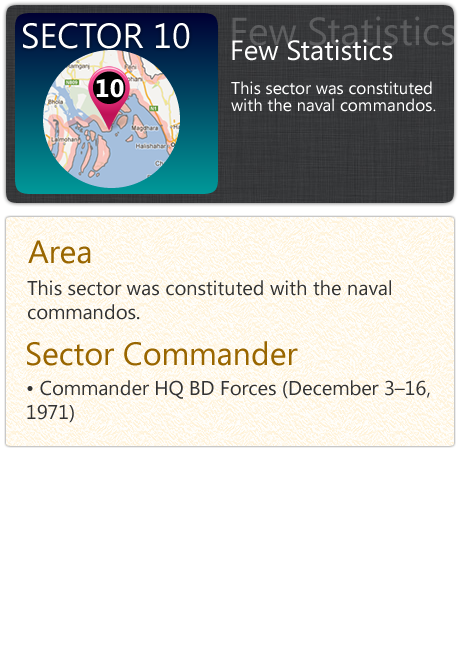 SECTOR 10
Few Statistics
Few Statistics
This sector was constituted
with the naval commandos.
10
Bhola
Magdhara
Halishahar
Area
This sector was constituted with the naval
commandos.
Sector Commander
• Commander HQ BD Forces (December 3–16,
1971)